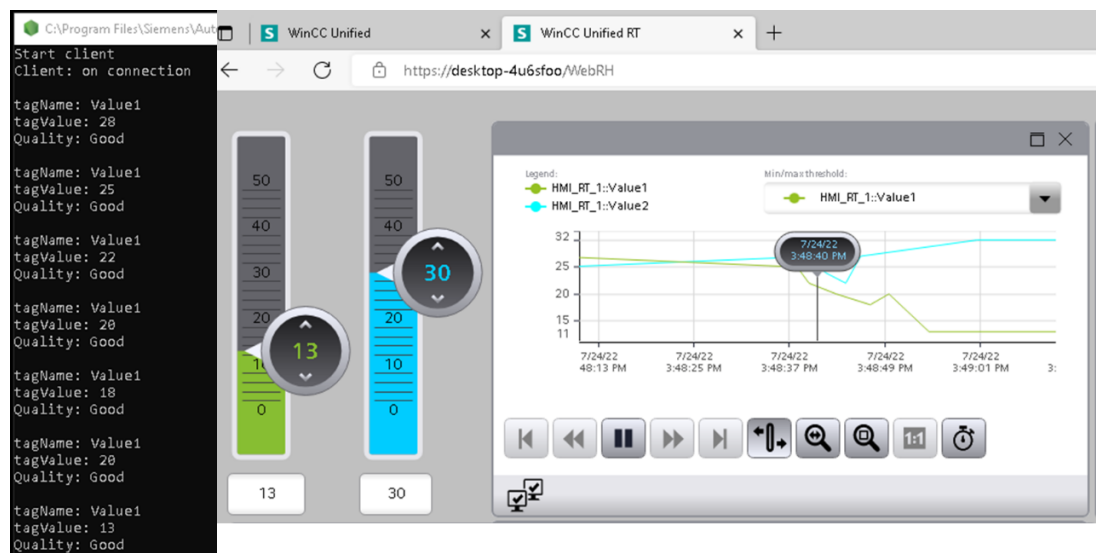 C:\Program Files\Siemens\Aut
Start client
Client: on connection
tagName: Value1
tagValue: 28
Quality: Good
tagName: Value1
tagValue: 25
Quality: Good
tagName: Value1
tagValue: 22
Quality: Good
tagName: Value1
tagValue: 20
Quality: Good
tagName: Value1
tagValue: 18
Quality: Good
tagName: Value1
tagValue: 20
Quality: Good
tagName: Value1
tagValue: 13
Quality: Good
S WinCC Unified
S WinCC Unified RT
https://desktop-4u6sfoo/WebRH
50
40
30
20
10
0
13
13
50
40
20
10
0
30
30
Legend:
HMI_RT_1::Value1
HMI_RT_1::Value2
Min/max threshold:
HMI_RT_1::Value1
32
25
20
15
11
7/24/22
3:48:40 PM
7/24/22
48:13 PM
7/24/22
3:48:25 PM
7/24/22
3:48:37 PM
7/24/22
3:48:49 PM
7/24/22
3:49:01 PM
3:
1:1